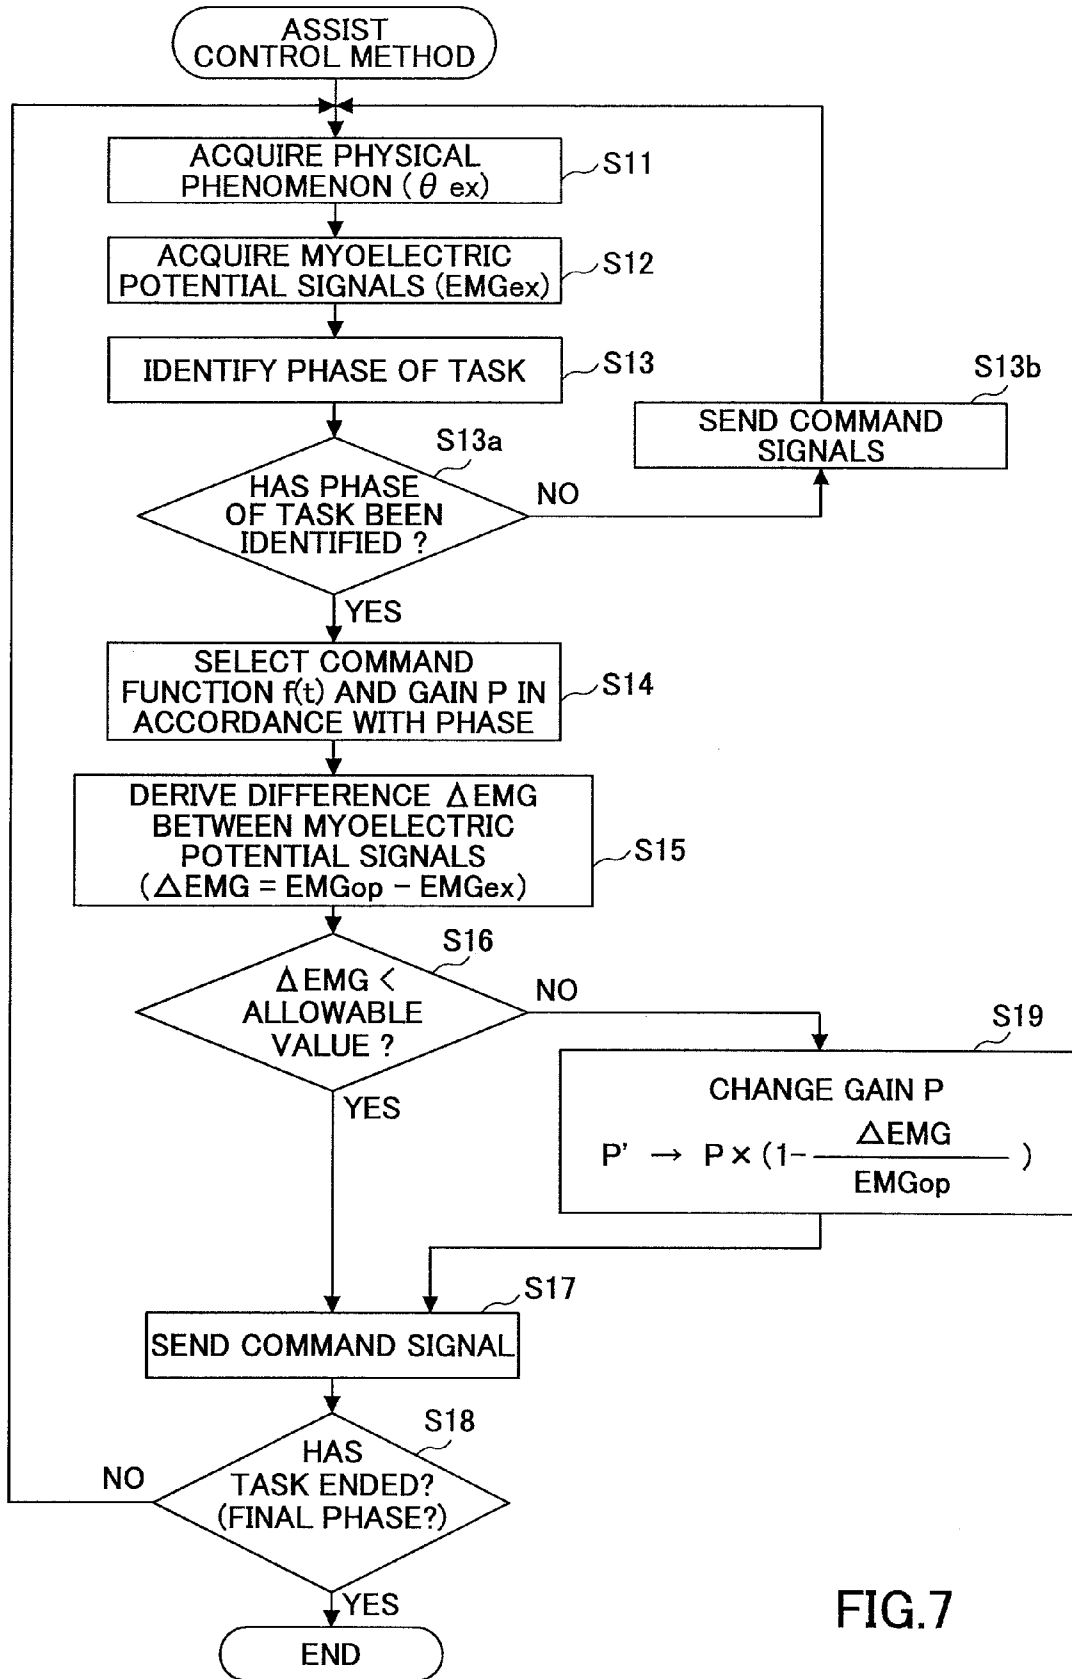 ASSIST
CONTROL METHOD
ACQUIRE PHYSICAL
PHENOMENON (θ ex)
S11
ACQUIRE MYOELECTRIC
POTENTIAL SIGNALS (EMGex)
S12
IDENTIFY PHASE OF TASK
S13
S13b
SEND COMMAND
SIGNALS
S13a
HAS PHASE
OF TASK BEEN
IDENTIFIED ?
NO
YES
SELECT COMMAND
FUNCTION f(t) AND GAIN P IN
ACCORDANCE WITH PHASE
S14
DERIVE DIFFERENCE ΔEMG
BETWEEN MYOELECTRIC
POTENTIAL SIGNALS
(ΔEMG = EMGop - EMGex)
S15
S16
ΔEMG <
ALLOWABLE
VALUE ?
NO
YES
S19
CHANGE GAIN P
P' → P × (1- ΔEMG / EMGop )
S17
SEND COMMAND SIGNAL
S18
HAS
TASK ENDED?
(FINAL PHASE?)
NO
YES
END
FIG.7